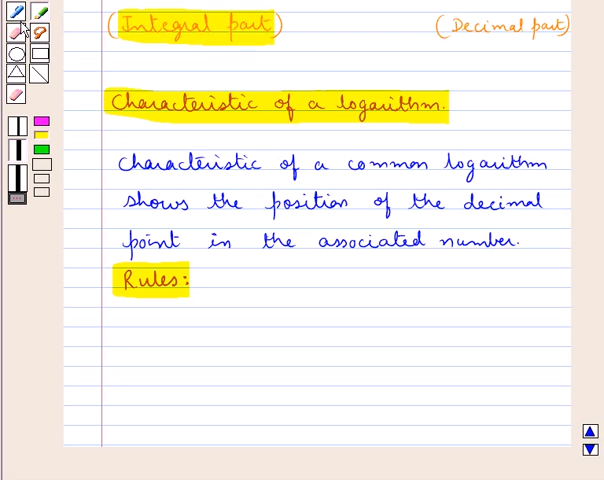 (Integral part) (Decimal part)
Characteristic of a logarithm.
Characteristic of a common logarithm
shows the position of the decimal
point in the associated number.
Rules: